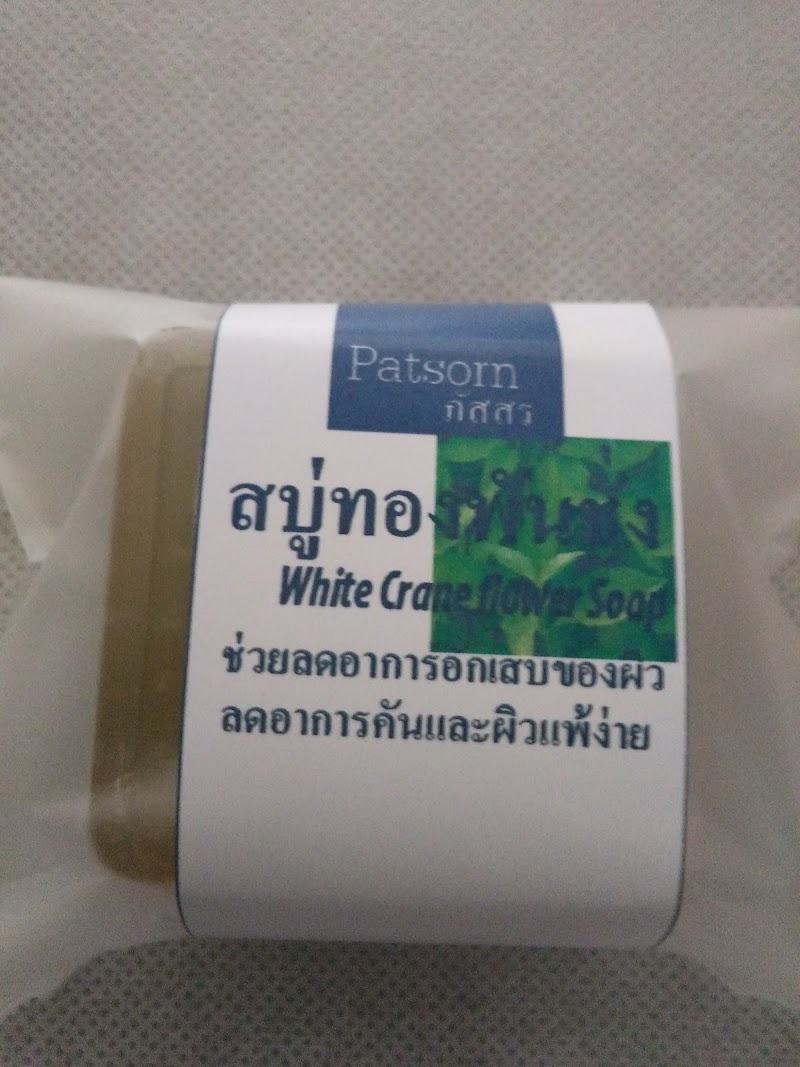 Patsorn
ภัสสร
สบู่ทองพันชั่ง
White Crane flower Soap
ช่วยลดอาการอักเสบของผิว
ลดอาการคันและผิวแพ้ง่าย